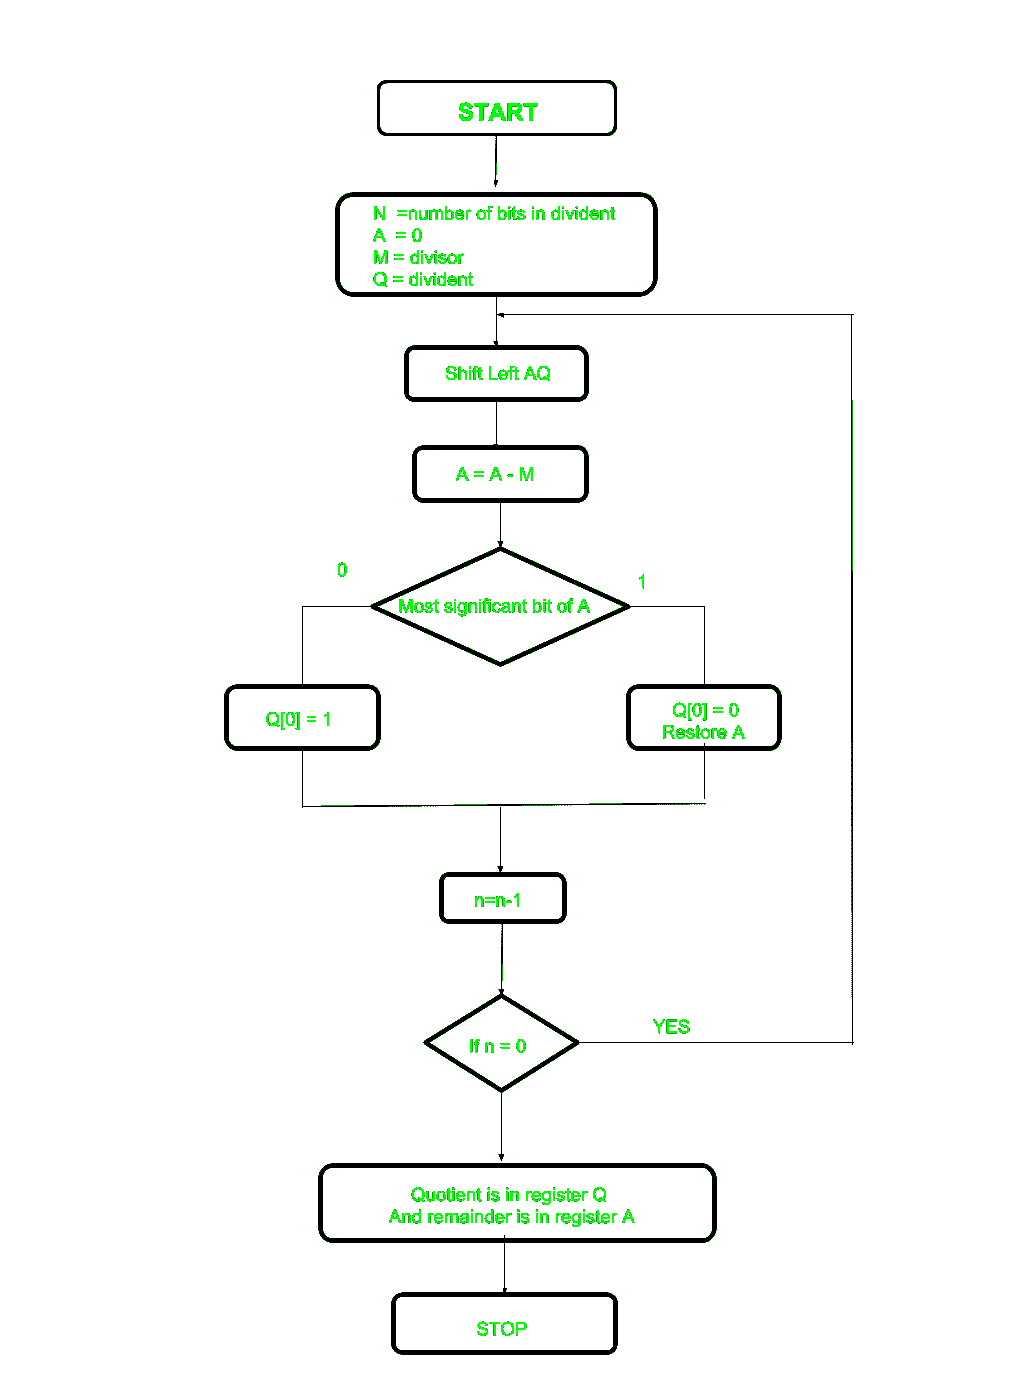 START
N =number of bits in divident
A = 0
M = divisor
Q = divident
Shift Left AQ
A = A - M
0
1
Most significant bit of A
Q[0] = 1
Q[0] = 0
Restore A
n=n-1
YES
If n = 0
Quotient is in register Q
And remainder is in register A
STOP